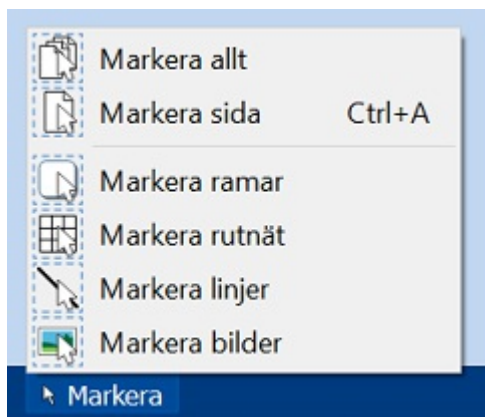 Markera allt
Markera sida Ctrl+A
Markera ramar
Markera rutnät
Markera linjer
Markera bilder
Markera